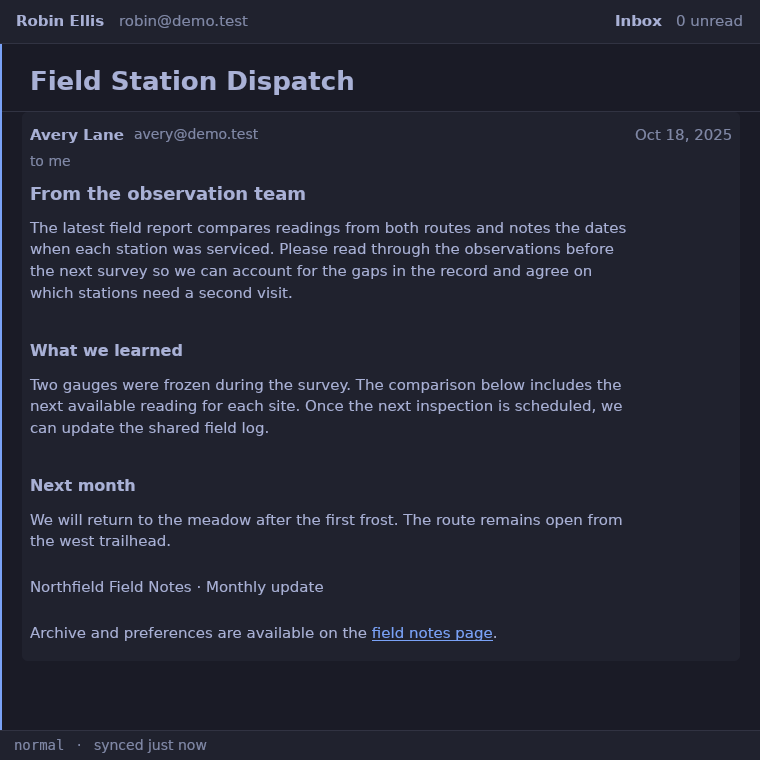 Robin Ellis robin@demo.test Inbox 0 unread
Field Station Dispatch
Avery Lane avery@demo.test Oct 18, 2025
to me
From the observation team
The latest field report compares readings from both routes and notes the dates
when each station was serviced. Please read through the observations before
the next survey so we can account for the gaps in the record and agree on
which stations need a second visit.
What we learned
Two gauges were frozen during the survey. The comparison below includes the
next available reading for each site. Once the next inspection is scheduled, we
can update the shared field log.
Next month
We will return to the meadow after the first frost. The route remains open from
the west trailhead.
Northfield Field Notes · Monthly update
Archive and preferences are available on the field notes page.
normal · synced just now